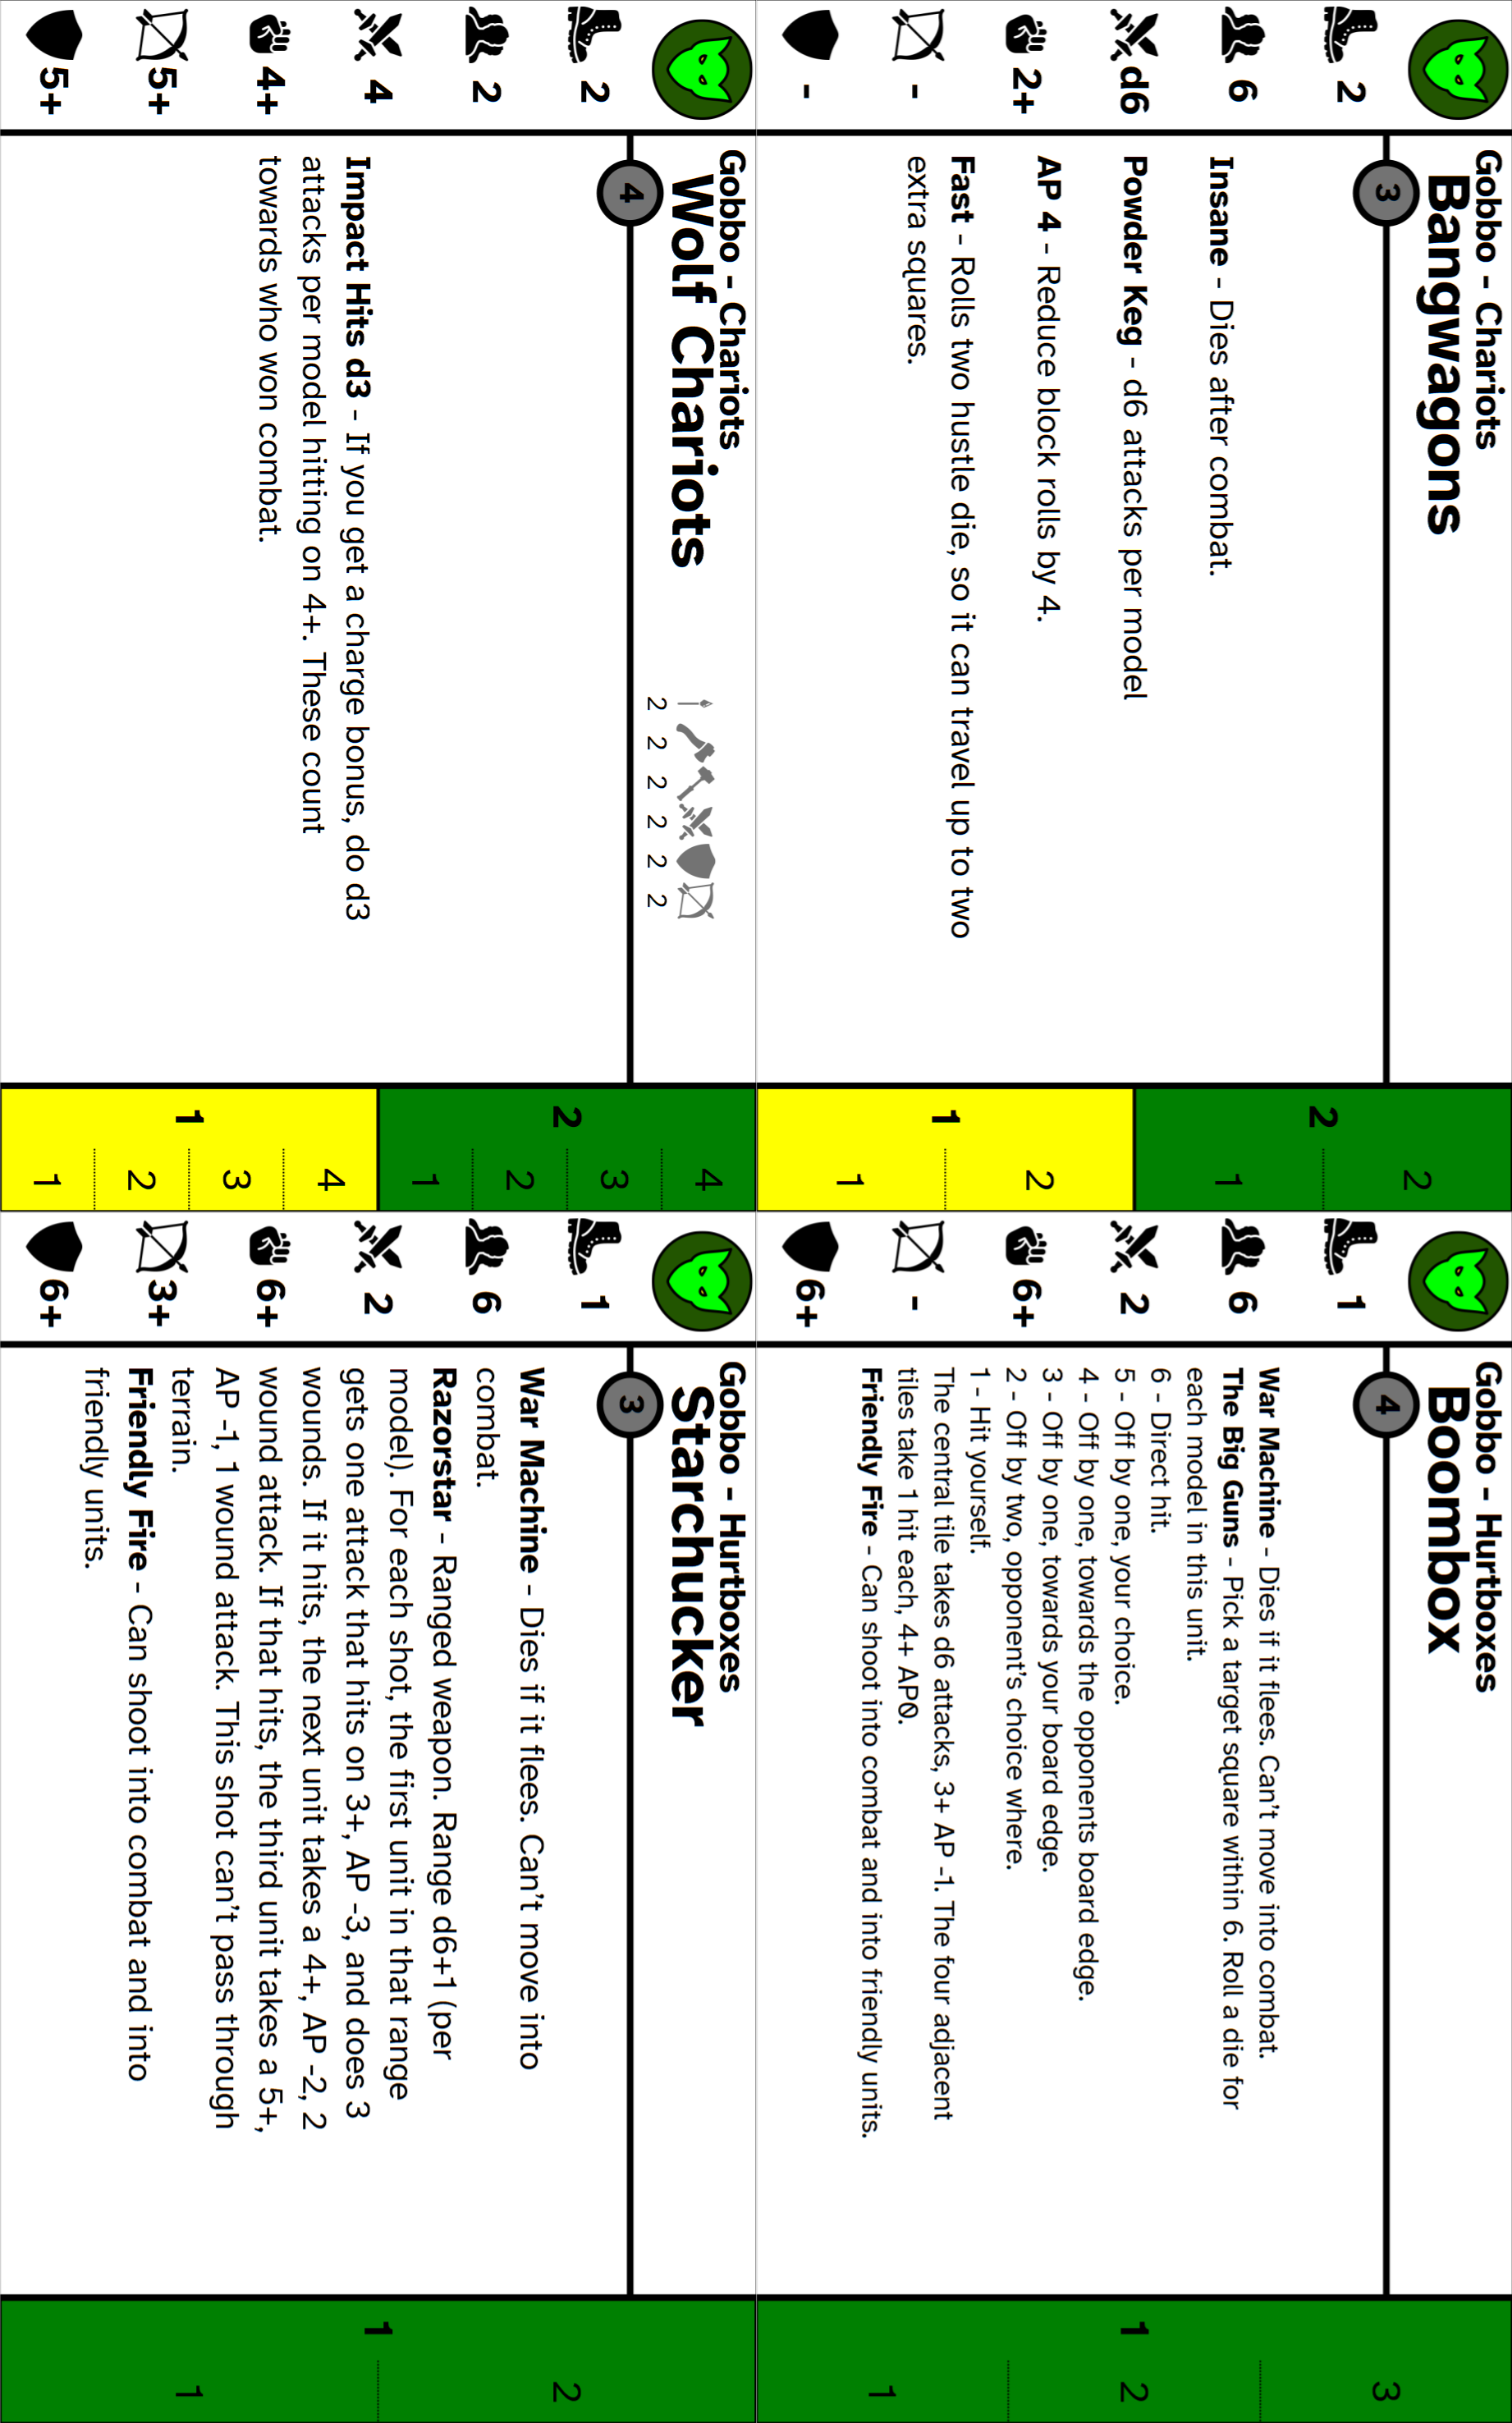 Gobbo - Chariots
Bangwagons
3
2
6
d6
2+
-
-
Insane - Dies after combat.
Powder Keg - d6 attacks per model
AP 4 - Reduce block rolls by 4.
Fast - Rolls two hustle die, so it can travel up to two
extra squares.
2
2
1
1
2
1
Gobbo - Hurtboxes
Boombox
4
1
6
2
6+
-
6+
War Machine - Dies if it flees. Can't move into combat.
The Big Guns - Pick a target square within 6. Roll a die for
each model in this unit.
6 - Direct hit.
5 - Off by one, your choice.
4 - Off by one, towards the opponents board edge.
3 - Off by one, towards your board edge.
2 - Off by two, opponent's choice where.
1 - Hit yourself.
The central tile takes d6 attacks, 3+ AP -1. The four adjacent
tiles take 1 hit each, 4+ AP0.
Friendly Fire - Can shoot into combat and into friendly units.
1
3
2
1
Gobbo - Chariots
Wolf Chariots
2 2 2 2 2 2
4
2
2
4
4+
5+
5+
Impact Hits d3 - If you get a charge bonus, do d3
attacks per model hitting on 4+. These count
towards who won combat.
2
4
3
2
1
1
4
3
2
1
Gobbo - Hurtboxes
Starchucker
3
1
6
2
6+
3+
6+
War Machine - Dies if it flees. Can't move into
combat.
Razorstar - Ranged weapon. Range d6+1 (per
model). For each shot, the first unit in that range
gets one attack that hits on 3+, AP -3, and does 3
wounds. If it hits, the next unit takes a 4+, AP -2, 2
wound attack. If that hits, the third unit takes a 5+,
AP -1, 1 wound attack. This shot can't pass through
terrain.
Friendly Fire - Can shoot into combat and into
friendly units.
1
2
1